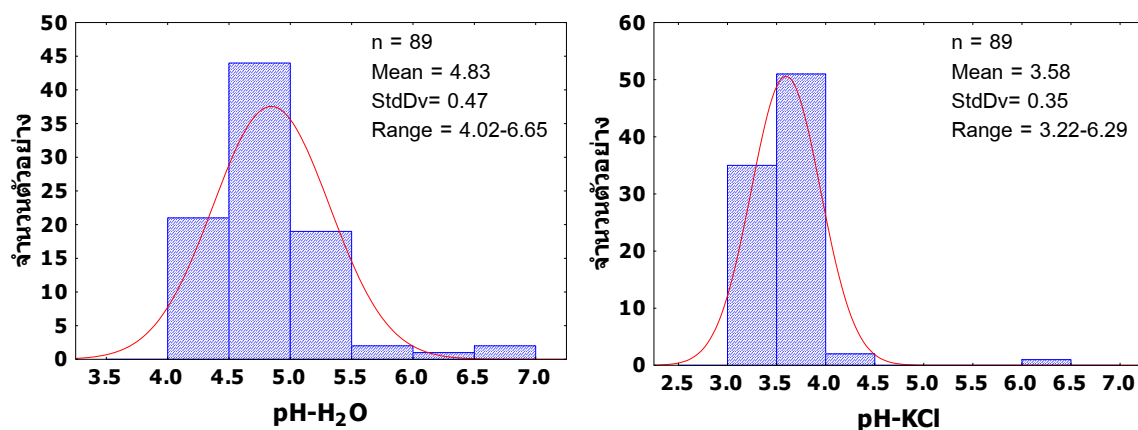 50
45
40
35
30
25
20
15
10
5
0
จำนวนตัวอย่าง
n = 89
Mean = 4.83
StdDv= 0.47
Range = 4.02-6.65
3.5 4.0 4.5 5.0 5.5 6.0 6.5 7.0
pH-H₂O
60
50
40
30
20
10
0
จำนวนตัวอย่าง
n = 89
Mean = 3.58
StdDv= 0.35
Range = 3.22-6.29
2.5 3.0 3.5 4.0 4.5 5.0 5.5 6.0 6.5 7.0
pH-KCl